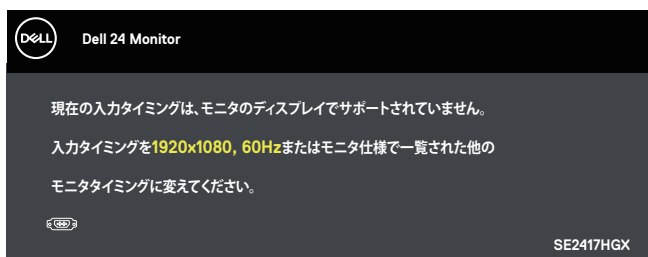 DELL
Dell 24 Monitor
現在の入力タイミングは、モニタのディスプレイでサポートされていません。
入力タイミングを1920x1080, 60Hzまたはモニタ仕様で一覧された他の
モニタタイミングに変えてください。
SE2417HGX